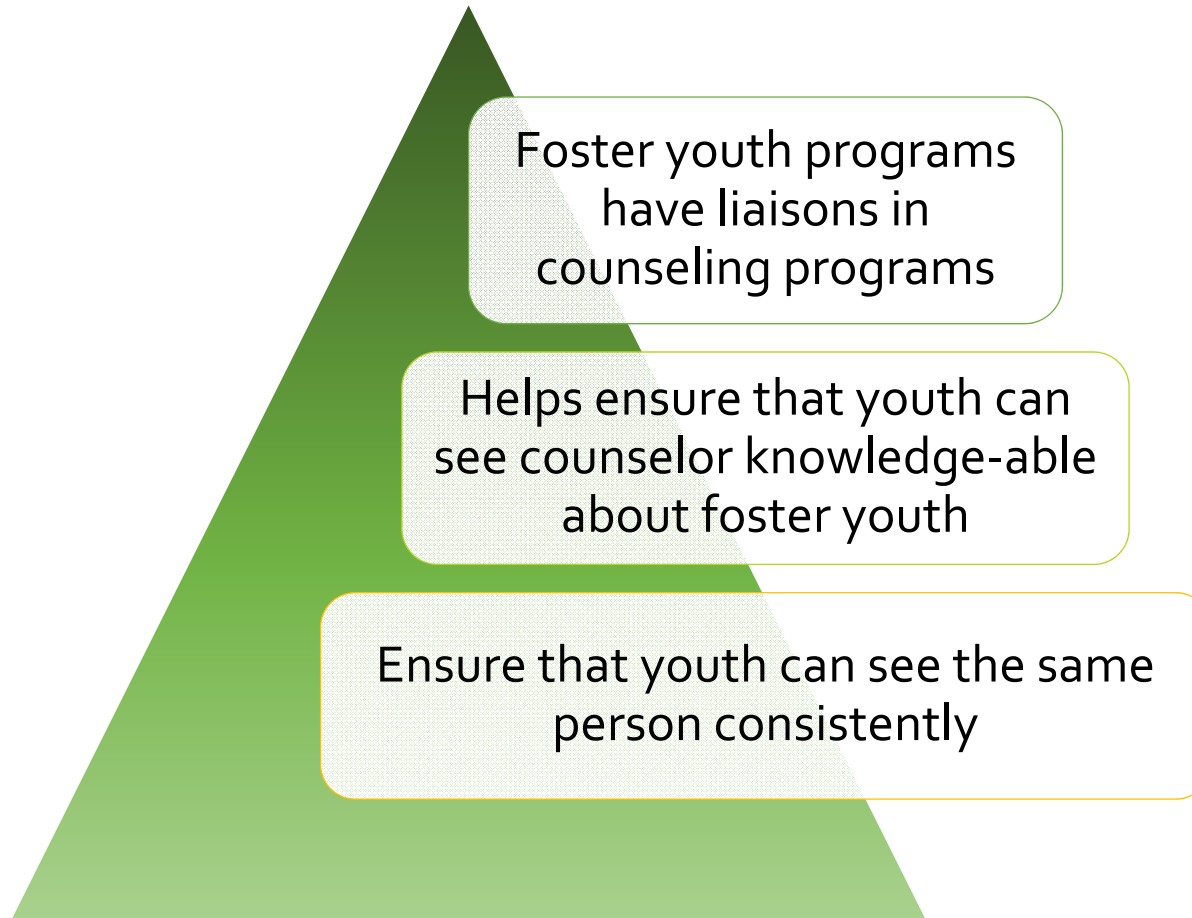 Foster youth programs
have liaisons in
counseling programs
Helps ensure that youth can
see counselor knowledge-able
about foster youth
Ensure that youth can see the same
person consistently